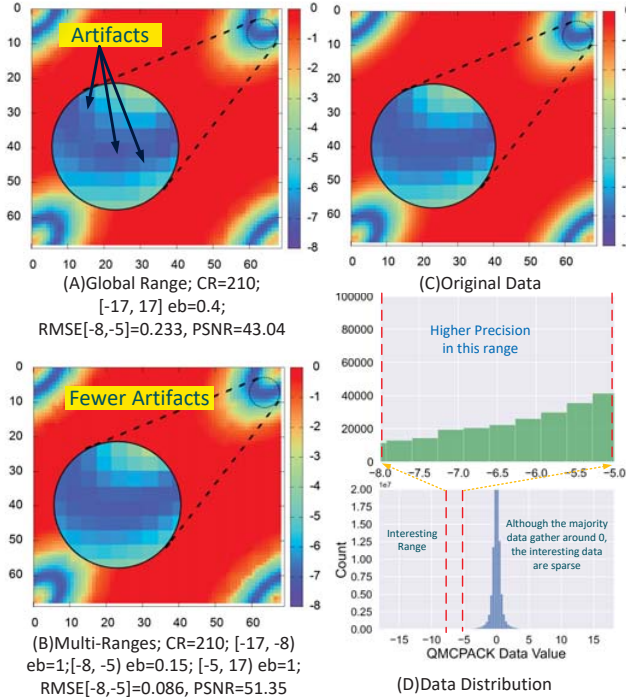 Artifacts
0
10
20
30
40
50
60
0 10 20 30 40 50 60
0
-1
-2
-3
-4
-5
-6
-7
-8
(A)Global Range; CR=210;
[-17, 17] eb=0.4;
RMSE[-8,-5]=0.233, PSNR=43.04
0
10
20
30
40
50
60
0 10 20 30 40 50 60
0
-1
-2
-3
-4
-5
-6
-7
-8
(C)Original Data
Fewer Artifacts
0
10
20
30
40
50
60
0 10 20 30 40 50 60
0
-1
-2
-3
-4
-5
-6
-7
-8
(B)Multi-Ranges; CR=210; [-17, -8)
eb=1;[-8, -5) eb=0.15; [-5, 17) eb=1;
RMSE[-8,-5]=0.086, PSNR=51.35
100000
80000
60000
40000
20000
0
Higher Precision
in this range
−8.0 −7.5 −7.0 −6.5 −6.0 −5.5 −5.0
1e7
2.00
1.75
1.50
1.25
1.00
0.75
0.50
0.25
0.00
Count
Interesting
Range
Although the majority
data gather around 0,
the interesting data
are sparse
−15 −10 −5 0 5 10 15
QMCPACK Data Value
(D)Data Distribution